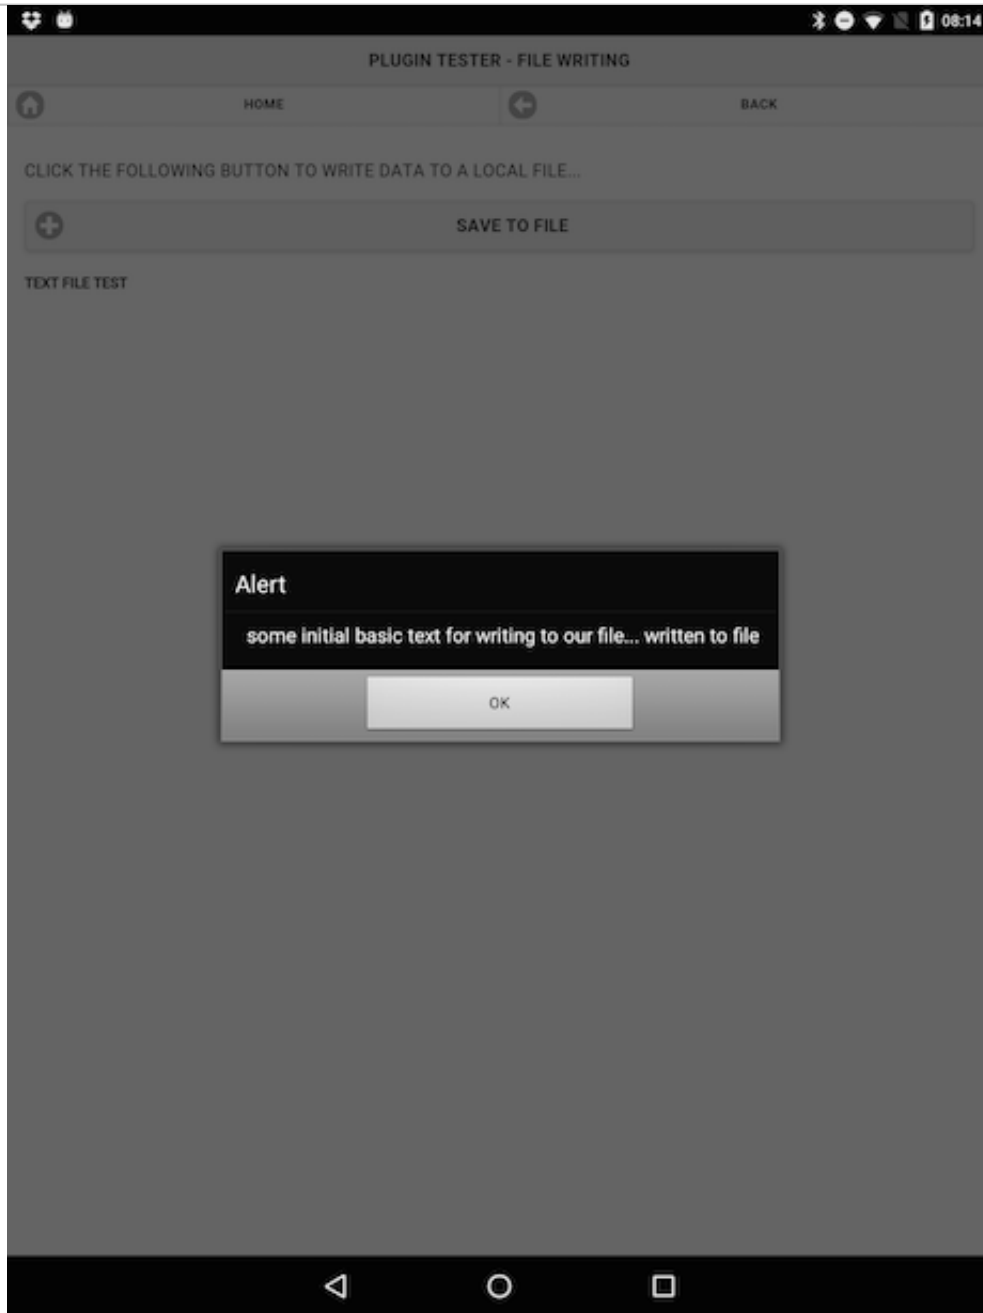 08:14
PLUGIN TESTER - FILE WRITING
HOME
BACK
CLICK THE FOLLOWING BUTTON TO WRITE DATA TO A LOCAL FILE...
SAVE TO FILE
TEXT FILE TEST
Alert
some initial basic text for writing to our file... written to file
OK